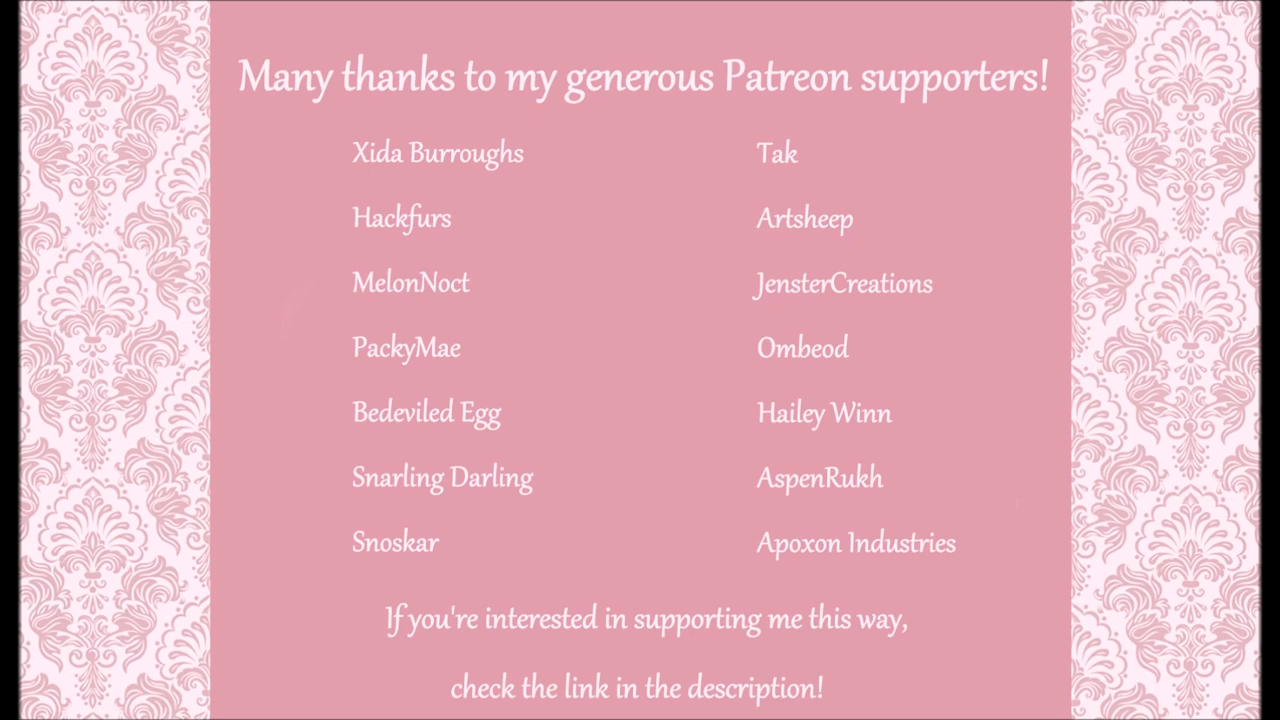 Many thanks to my generous Patreon supporters!
Xida Burroughs
Hackfurs
MelonNoct
PackyMae
Bedeviled Egg
Snarling Darling
Snoskar
Tak
Artsheep
JensterCreations
Ombeod
Hailey Winn
AspenRukh
Apoxon Industries
If you're interested in supporting me this way,
check the link in the description!